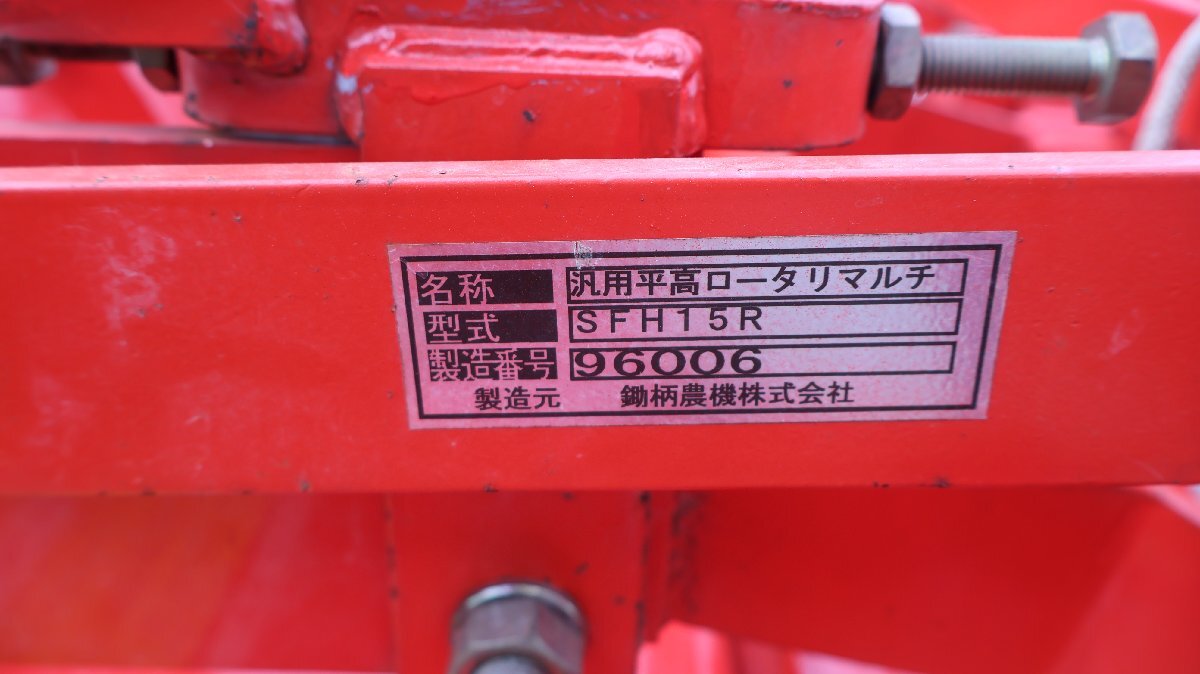 名称 汎用平高ロータリマルチ
型式 SFH15R
製造番号 96006
製造元 鋤柄農機株式会社